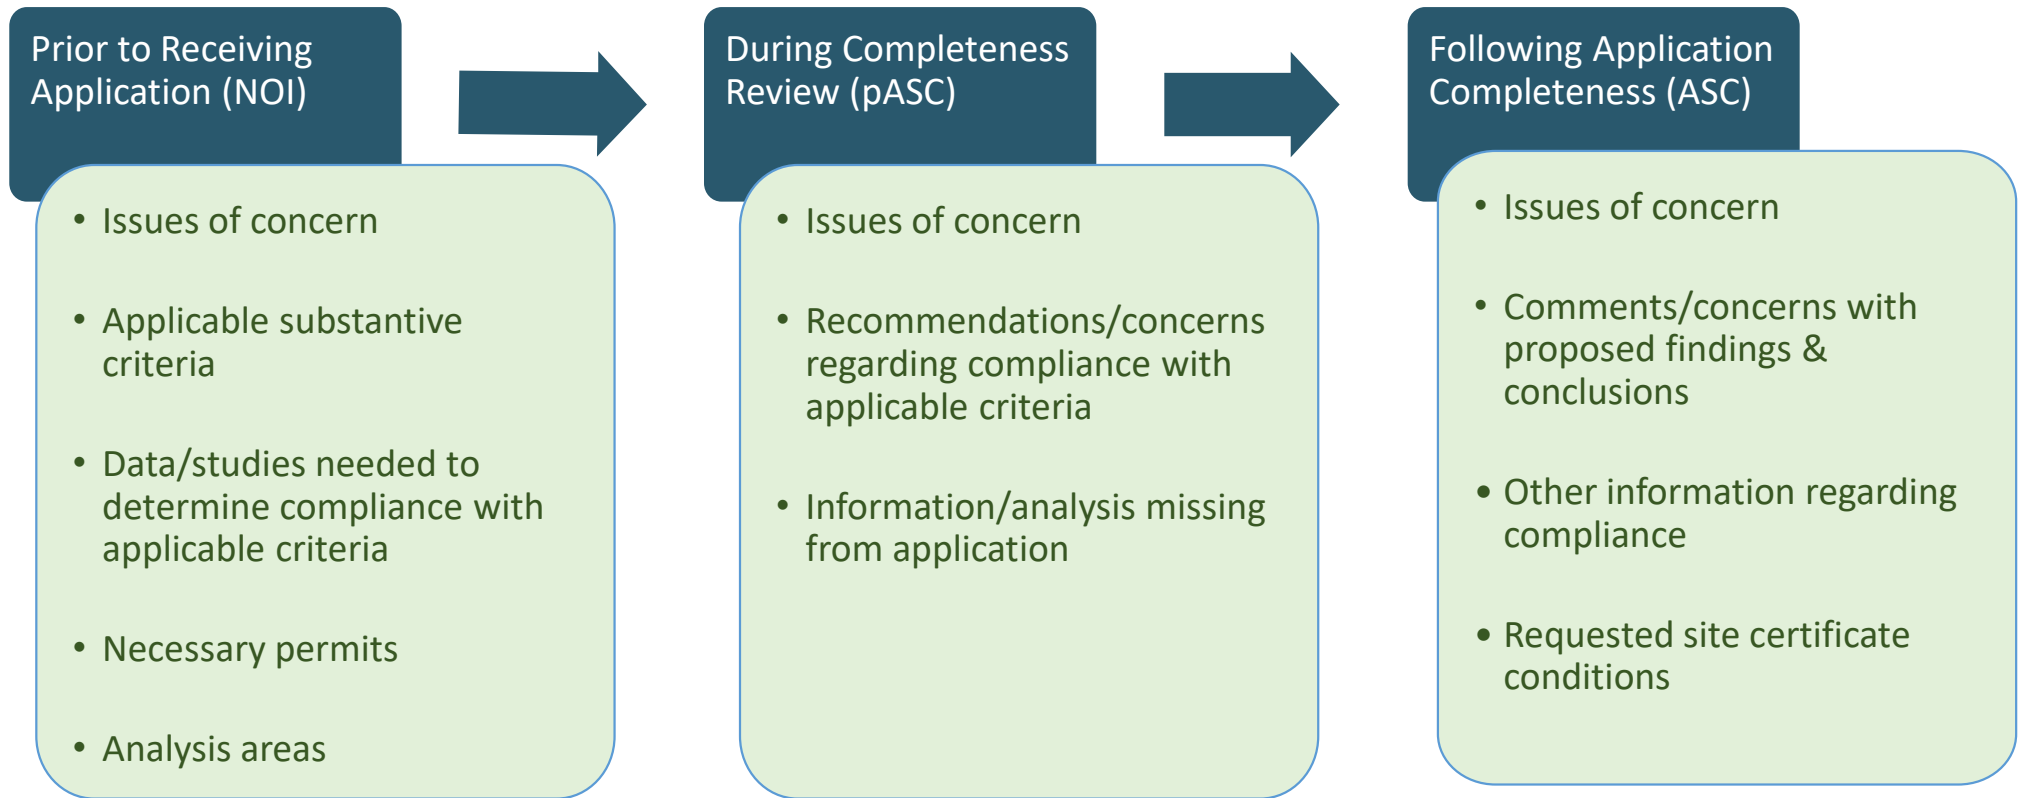 Prior to Receiving
Application (NOI)
• Issues of concern
• Applicable substantive
criteria
• Data/studies needed to
determine compliance with
applicable criteria
• Necessary permits
• Analysis areas
During Completeness
Review (pASC)
• Issues of concern
• Recommendations/concerns
regarding compliance with
applicable criteria
• Information/analysis missing
from application
Following Application
Completeness (ASC)
• Issues of concern
• Comments/concerns with
proposed findings &
conclusions
• Other information regarding
compliance
• Requested site certificate
conditions